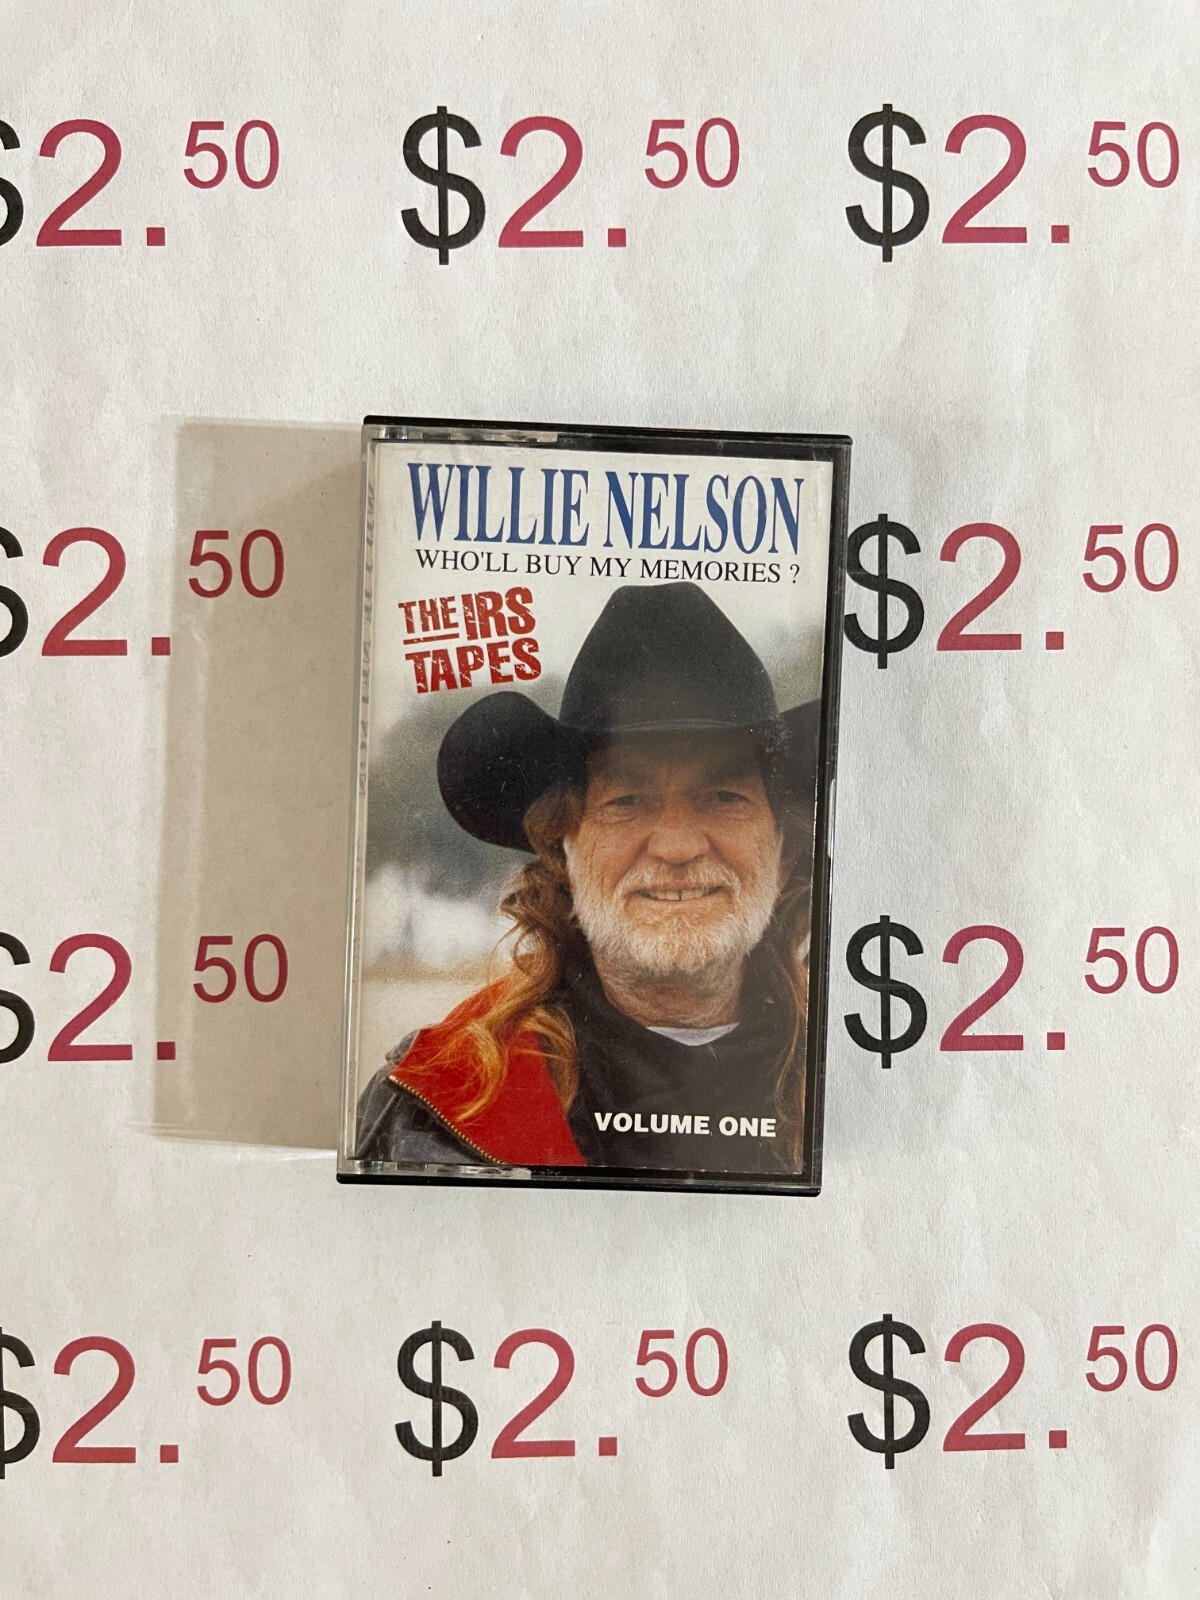 $2.50 $2.50 $2.50
WILLIE NELSON
WHO'LL BUY MY MEMORIES ?
THE IRS
TAPES
$2.50 $2.50
$2.50 $2.50
VOLUME ONE
$2.50 $2.50 $2.50